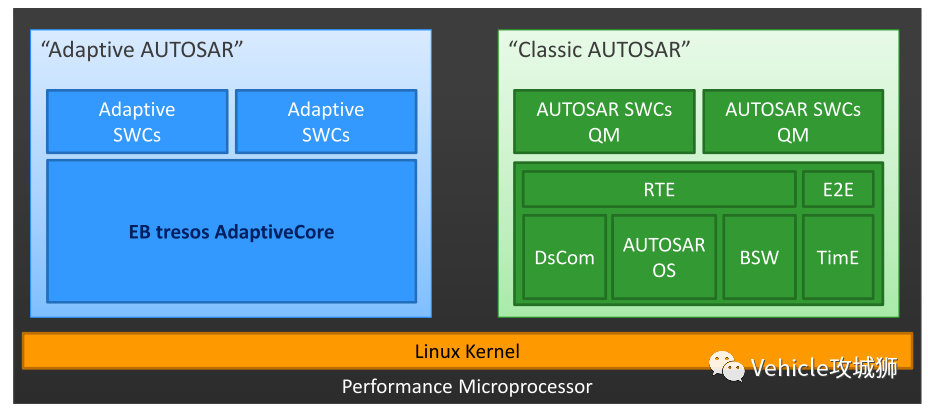 “Adaptive AUTOSAR”
Adaptive
SWCs
Adaptive
SWCs
EB tresos AdaptiveCore
“Classic AUTOSAR”
AUTOSAR SWCs
QM
AUTOSAR SWCs
QM
RTE
E2E
DsCom
AUTOSAR
OS
BSW
TimE
Linux Kernel
Vehicle攻城狮
Performance Microprocessor